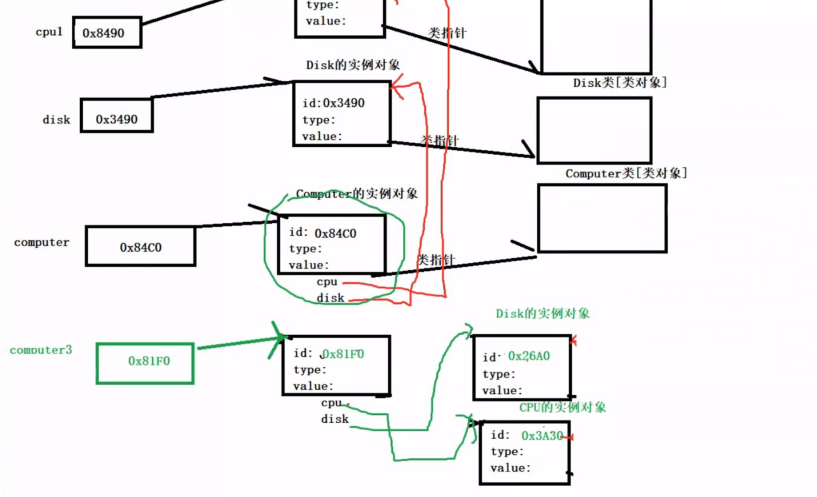 type:
value:
cpu1
0x8490
类指针
Disk的实例对象
Disk类[类对象]
disk
0x3490
id:0x3490
type:
value:
类指针
Computer类[类对象]
Computer的实例对象
computer
0x84C0
id: 0x84C0
type:
value:
类指针
cpu
disk
Disk的实例对象
computer3
0x81F0
id: 0x81F0
type:
value:
cpu
disk
id: 0x26A0
type:
value:
CPU的实例对象
id: 0x3A30
type:
value: